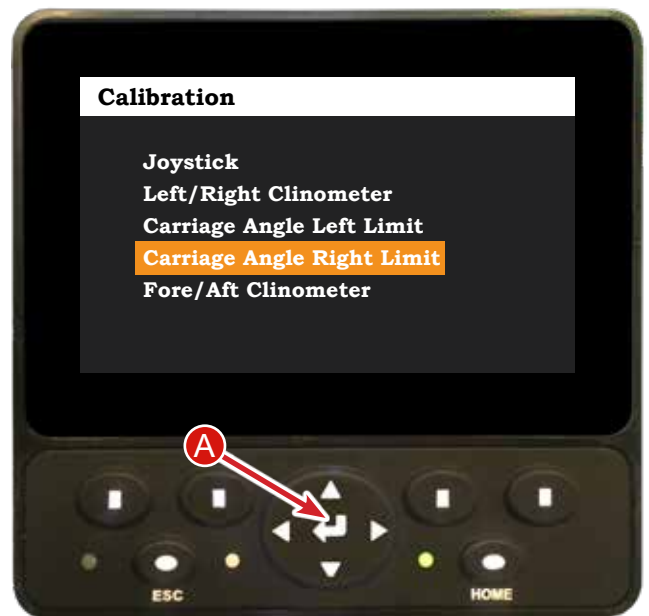 Calibration
Joystick
Left/Right Clinometer
Carriage Angle Left Limit
Carriage Angle Right Limit
Fore/Aft Clinometer
A
ESC
HOME